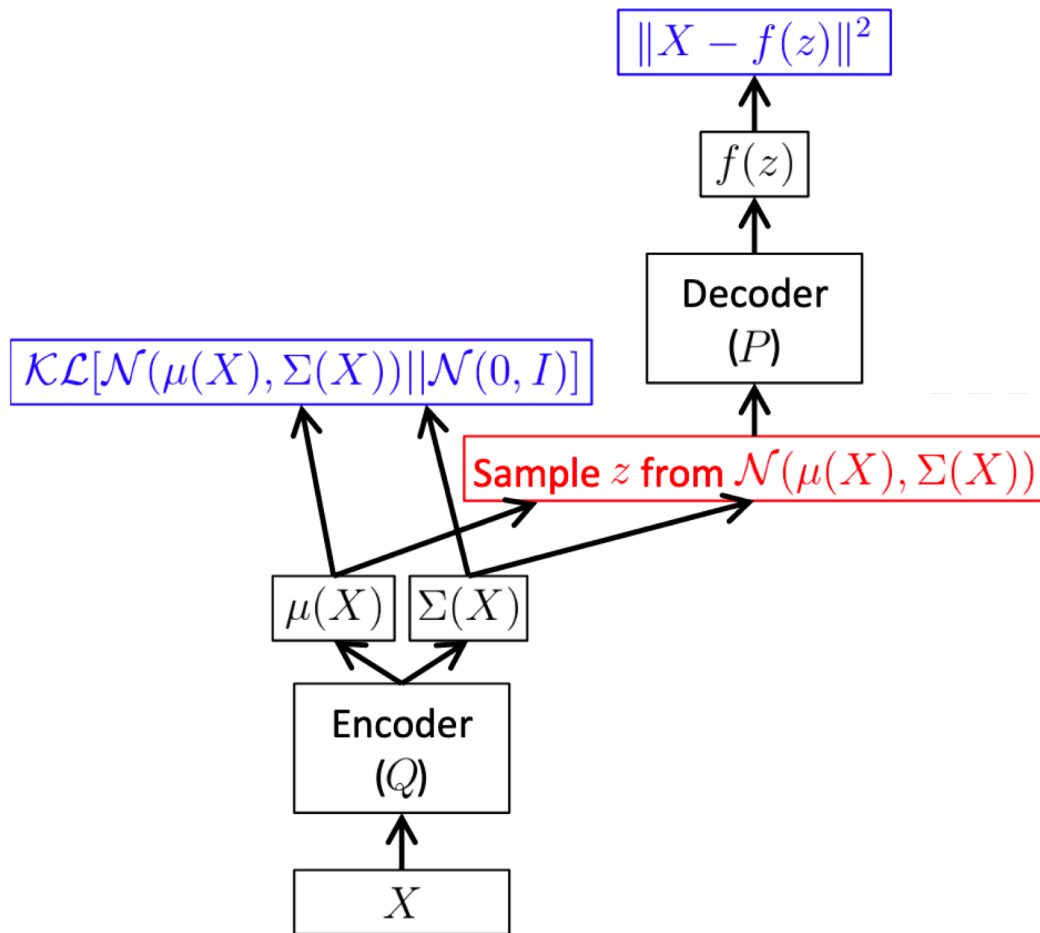 ‖X − f(z)‖²
f(z)
Decoder
(P)
𝒦ℒ[𝒩(μ(X), Σ(X))||𝒩(0, I)]
Sample z from 𝒩(μ(X), Σ(X))
μ(X) Σ(X)
Encoder
(Q)
X